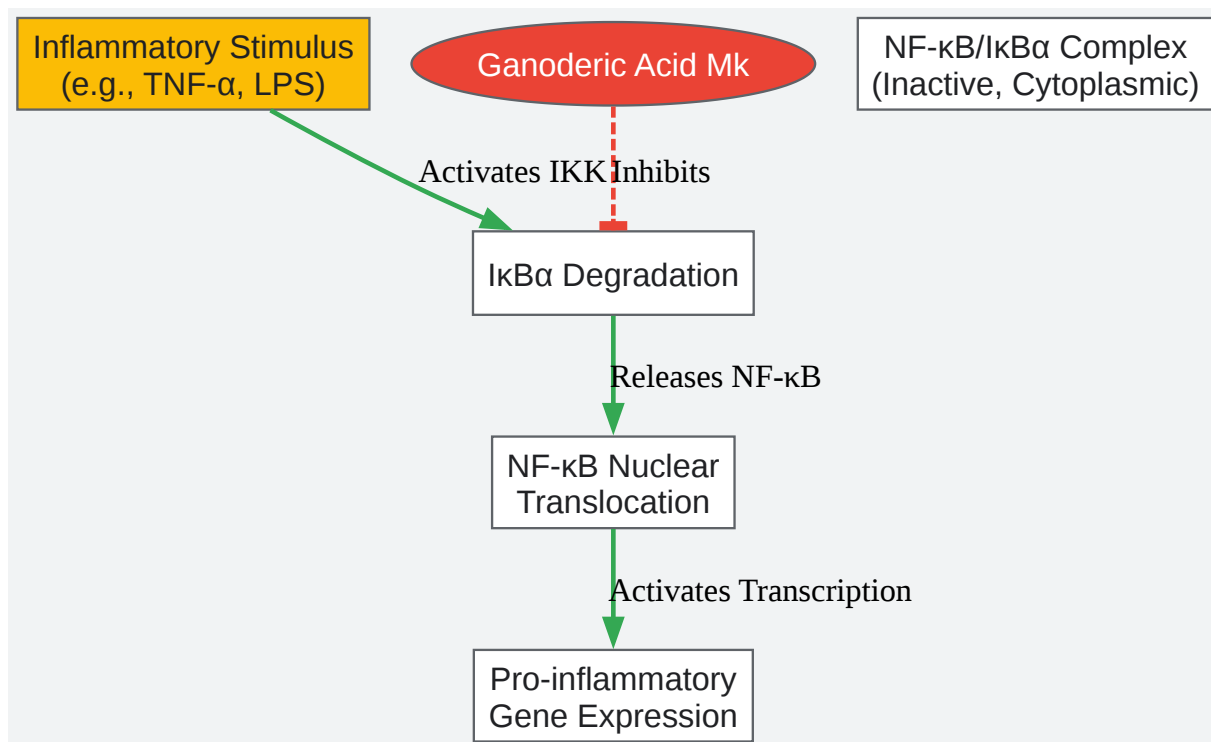 Inflammatory Stimulus
(e.g., TNF-α, LPS)
Ganoderic Acid Mk
NF-κB/IκBα Complex
(Inactive, Cytoplasmic)
Activates IKK
Inhibits
IκBα Degradation
Releases NF-κB
NF-κB Nuclear
Translocation
Activates Transcription
Pro-inflammatory
Gene Expression